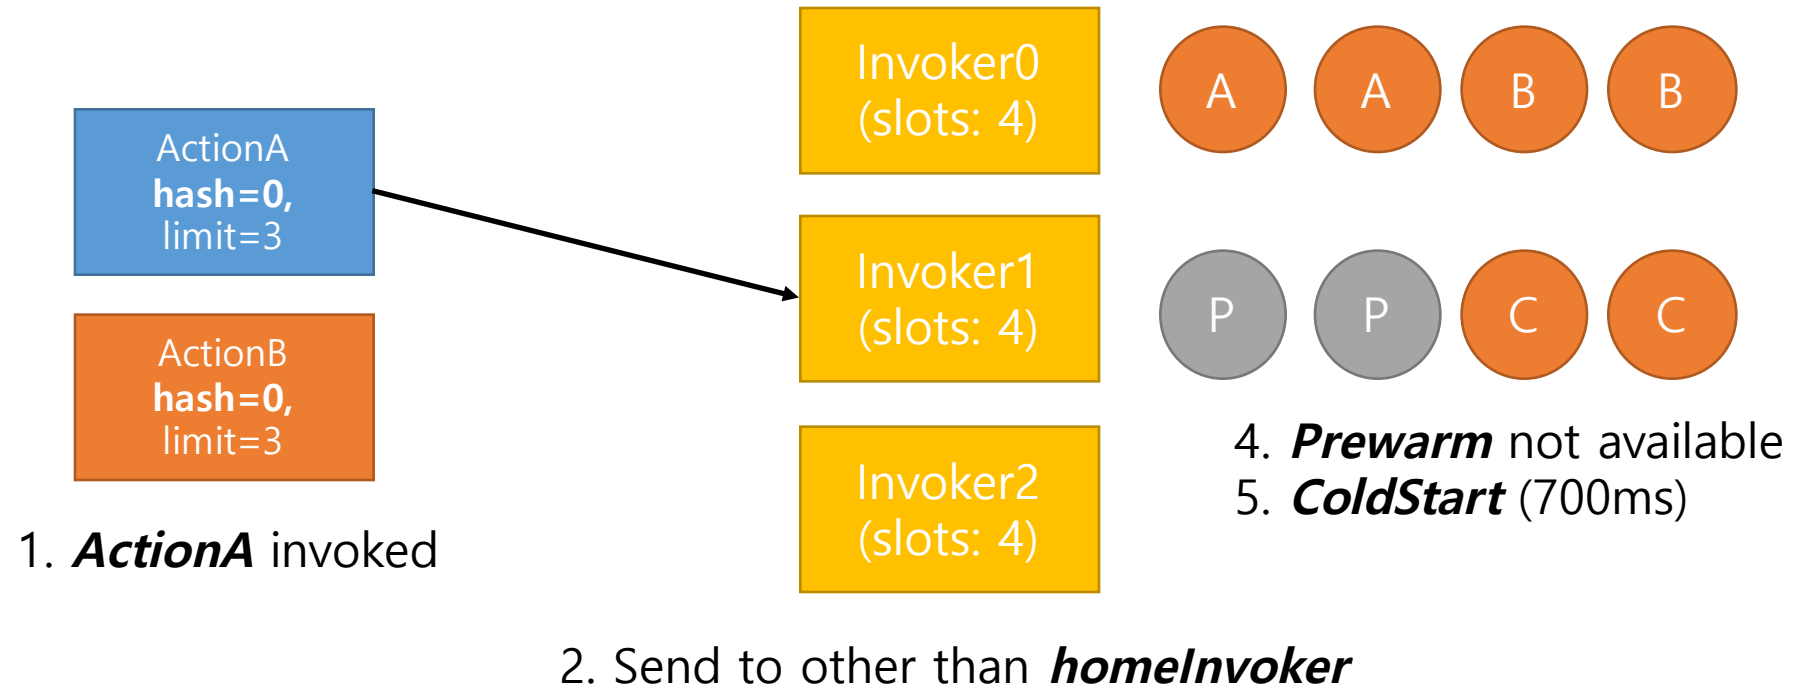 ActionA
hash=0,
limit=3
ActionB
hash=0,
limit=3
1. ActionA invoked
Invoker0
(slots: 4)
A A B B
Invoker1
(slots: 4)
P P C C
Invoker2
(slots: 4)
4. Prewarm not available
5. ColdStart (700ms)
2. Send to other than homeInvoker